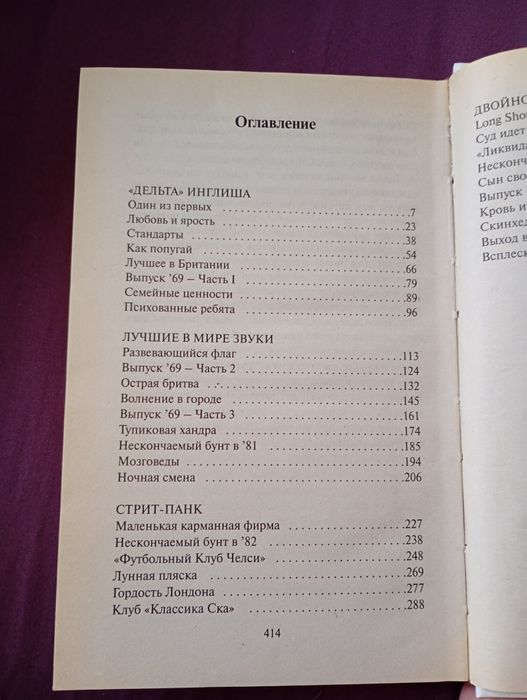 Оглавление
«ДЕЛЬТА» ИНГЛИША
Один из первых ........................ 7
Любовь и ярость ........................ 23
Стандарты ........................ 38
Как попугай ........................ 54
Лучшее в Британии ........................ 66
Выпуск ’69 – Часть 1 ........................ 79
Семейные ценности ........................ 89
Психованные ребята ........................ 96
ЛУЧШИЕ В МИРЕ ЗВУКИ
Развевающийся флаг ........................ 113
Выпуск ’69 – Часть 2 ........................ 124
Острая бритва ........................ 132
Волнение в городе ........................ 145
Выпуск ’69 – Часть 3 ........................ 161
Тупиковая хандра ........................ 174
Нескончаемый бунт в ’81 ........................ 185
Мозговеды ........................ 194
Ночная смена ........................ 206
СТРИТ-ПАНК
Маленькая карманная фирма ........................ 227
Нескончаемый бунт в ’82 ........................ 238
«Футбольный Клуб Челси» ........................ 248
Лунная пляска ........................ 269
Гордость Лондона ........................ 277
Клуб «Классика Ска» ........................ 288
414
ДВОЙНО
Long Sho
Суд идет
«Ликвид
Нескон
Сын сво
Выпуск
Кровь и
Скинхе
Выход в
Всплес